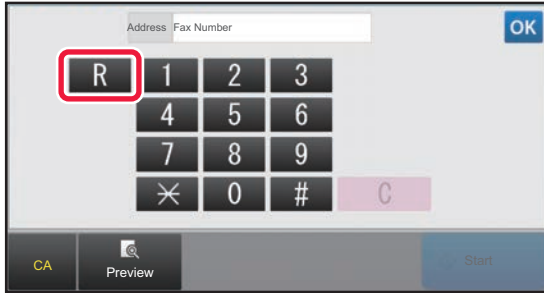 Address Fax Number OK
R 1 2 3
4 5 6
7 8 9
* 0 # C
CA Preview Start